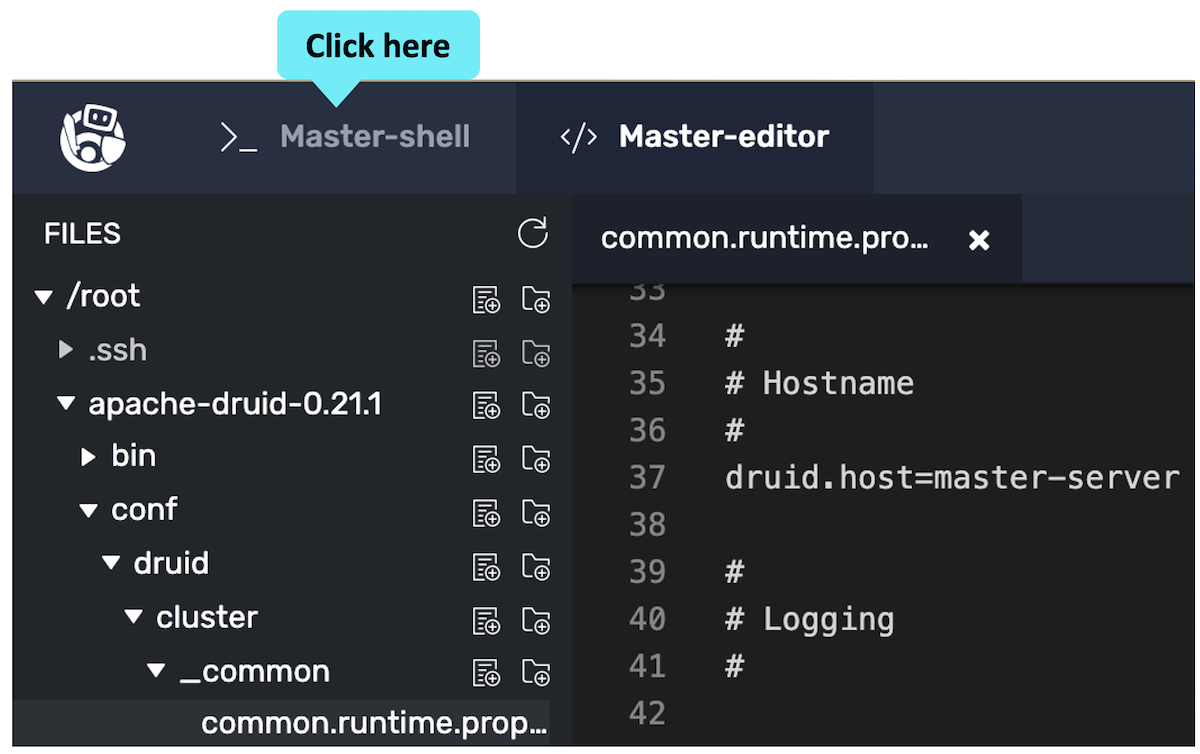 Click here
>_ Master-shell
</> Master-editor
FILES
/root
.ssh
apache-druid-0.21.1
bin
conf
druid
cluster
_common
common.runtime.prop...
common.runtime.pro... ×
33
34 #
35 # Hostname
36 #
37 druid.host=master-server
38
39 #
40 # Logging
41 #
42